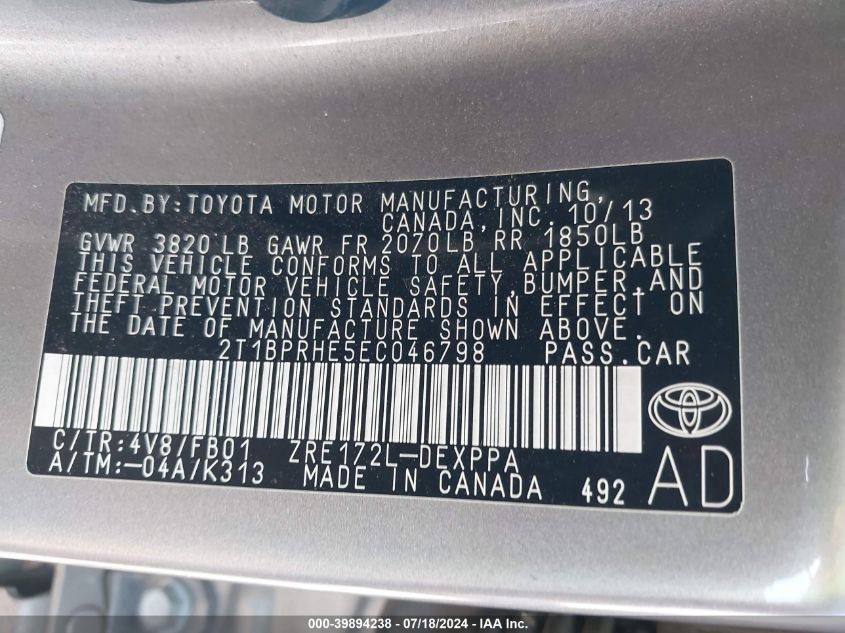 MFD.BY:TOYOTA MOTOR MANUFACTURING,
CANADA,INC. 10/13
GVWR 3820 LB GAWR FR 2070LB RR 1850LB
THIS VEHICLE CONFORMS TO ALL APPLICABLE
FEDERAL MOTOR VEHICLE SAFETY,BUMPER,AND
THEFT PREVENTION STANDARDS IN EFFECT ON
THE DATE OF MANUFACTURE SHOWN ABOVE.
2T1BPRHE5EC046798 PASS.CAR
C/TR:4V8/FB01 ZRE172L-DEXPPA
A/TM:-04A/K313 MADE IN CANADA 492 AD
000-39894238 - 07/18/2024 - IAA Inc.